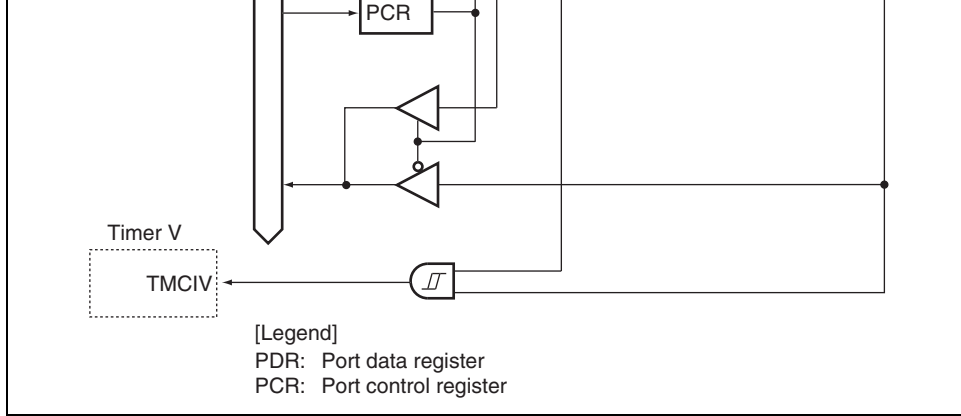 PCR
Timer V
TMCIV
[Legend]
PDR: Port data register
PCR: Port control register